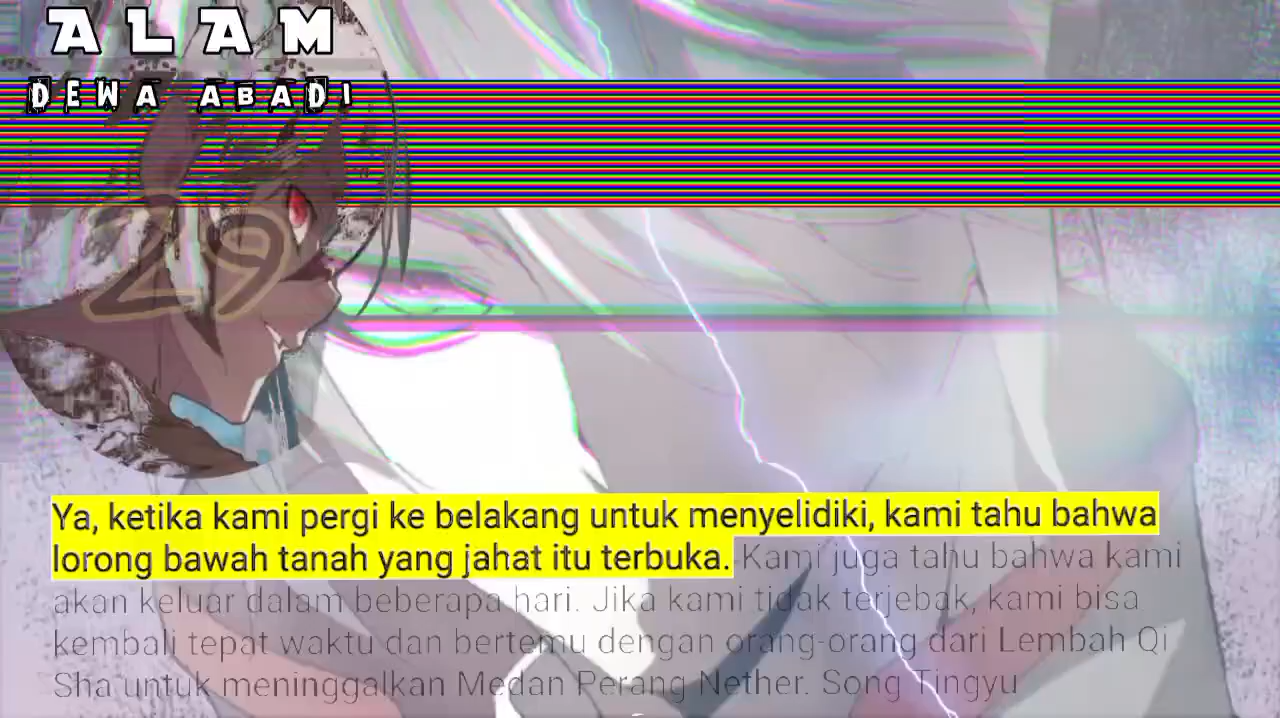 ALAM
DEWA ABADI
29
Ya, ketika kami pergi ke belakang untuk menyelidiki, kami tahu bahwa
lorong bawah tanah yang jahat itu terbuka. Kami juga tahu bahwa kami
akan keluar dalam beberapa hari. Jika kami tidak terjebak, kami bisa
kembali tepat waktu dan bertemu dengan orang-orang dari Lembah Qi
Sha untuk meninggalkan Medan Perang Nether. Song Tingyu